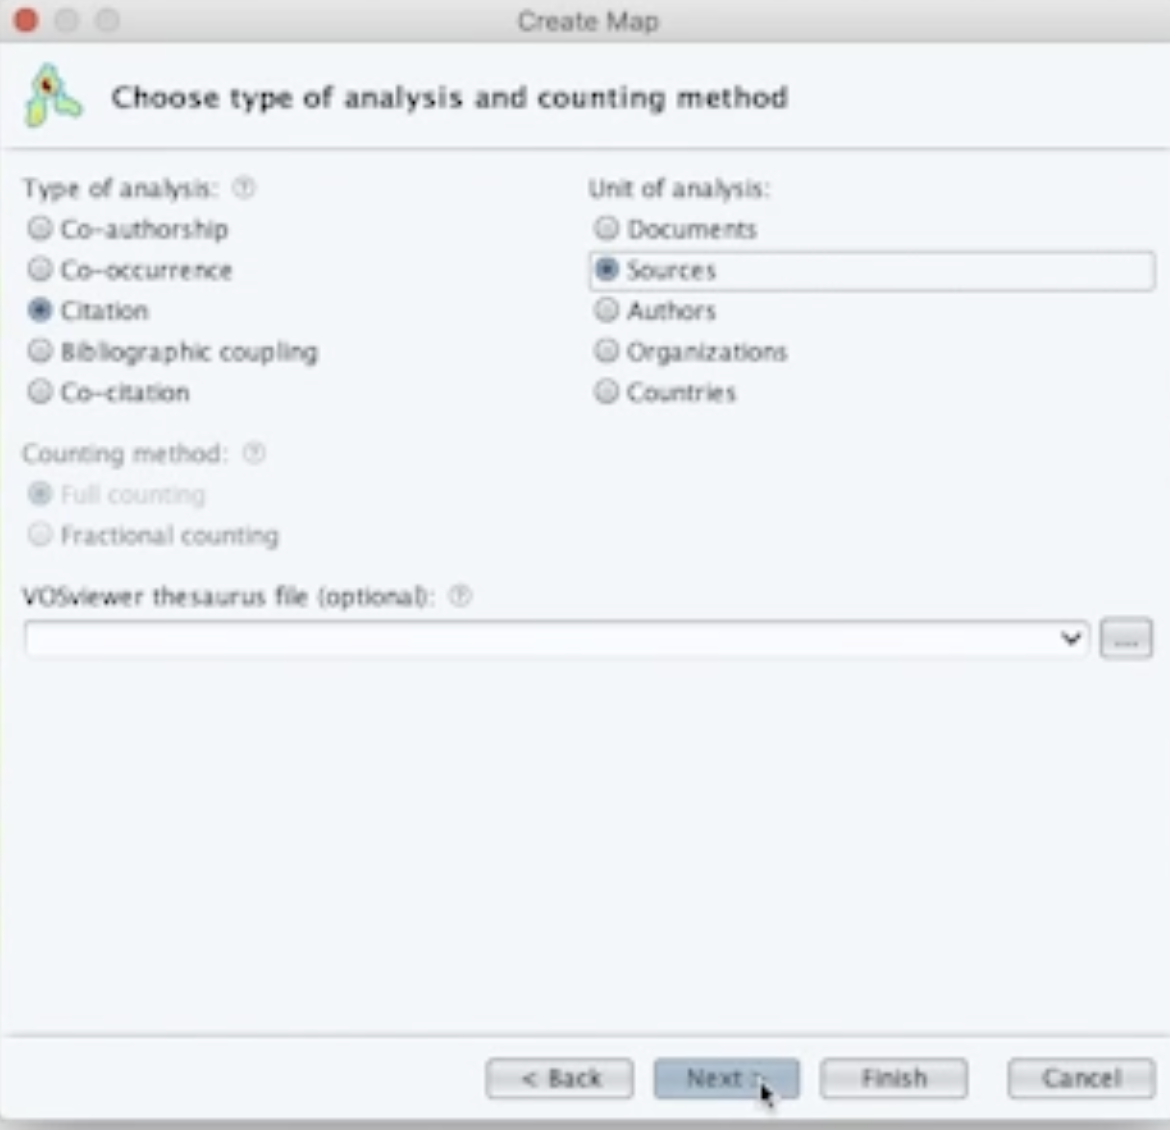 Create Map
Choose type of analysis and counting method
Type of analysis:
Co-authorship
Co-occurrence
Citation
Bibliographic coupling
Co-citation
Unit of analysis:
Documents
Sources
Authors
Organizations
Countries
Counting method:
Full counting
Fractional counting
VOSviewer thesaurus file (optional):
...
< Back
Next >
Finish
Cancel